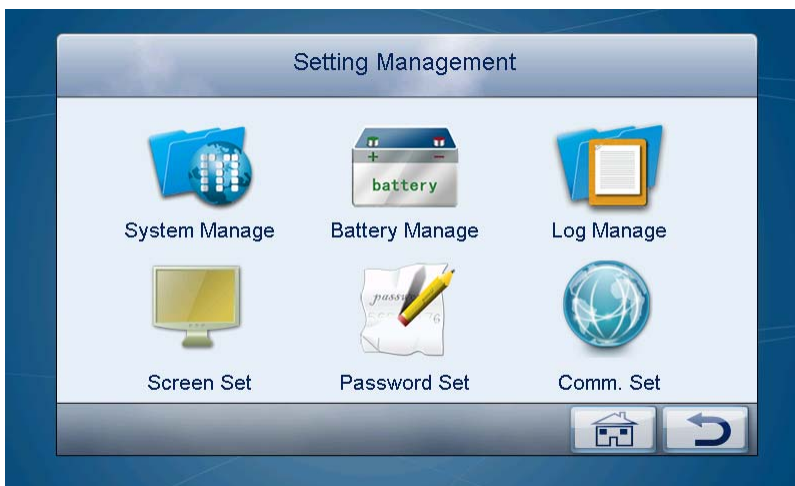 Setting Management
+ −
battery
System Manage Battery Manage Log Manage
Screen Set Password Set Comm. Set